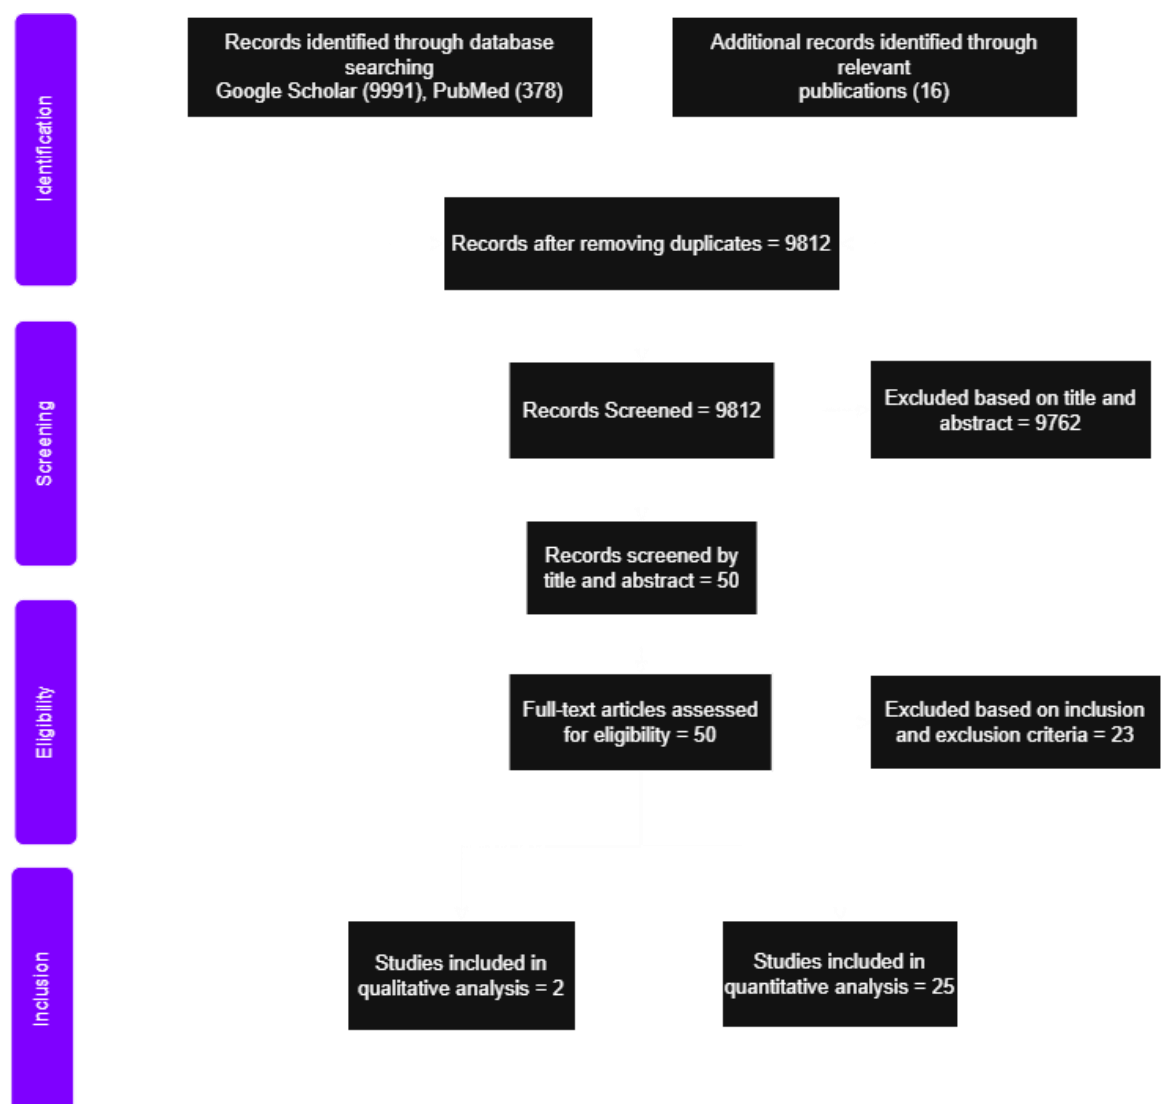 Identification
Records identified through database
searching
Google Scholar (9991), PubMed (378)
Additional records identified through
relevant
publications (16)
Records after removing duplicates = 9812
Screening
Records Screened = 9812
Excluded based on title and
abstract = 9762
Records screened by
title and abstract = 50
Eligibility
Full-text articles assessed
for eligibility = 50
Excluded based on inclusion
and exclusion criteria = 23
Inclusion
Studies included in
qualitative analysis = 2
Studies included in
quantitative analysis = 25